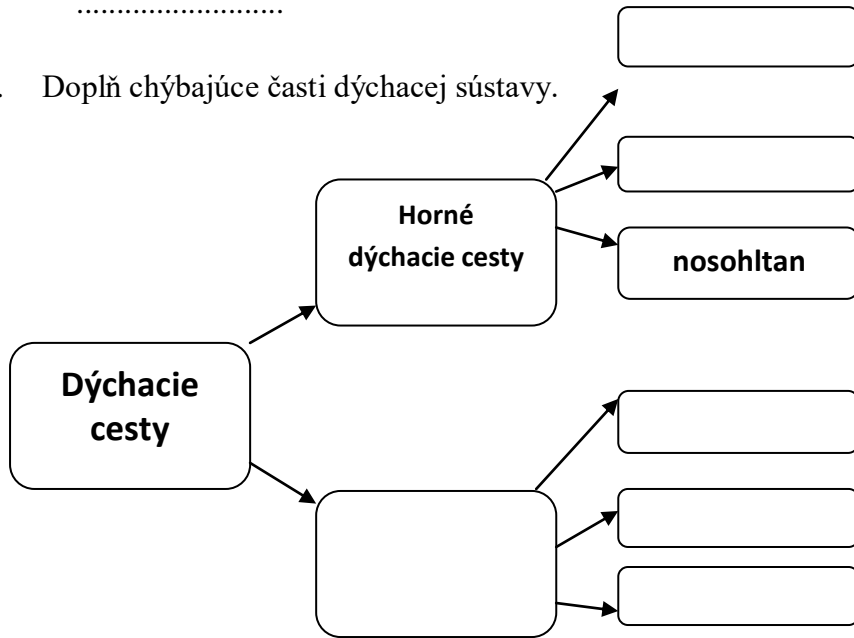 ..........................
. Doplň chýbajúce časti dýchacej sústavy.
Horné
dýchacie cesty
nosohltan
Dýchacie
cesty